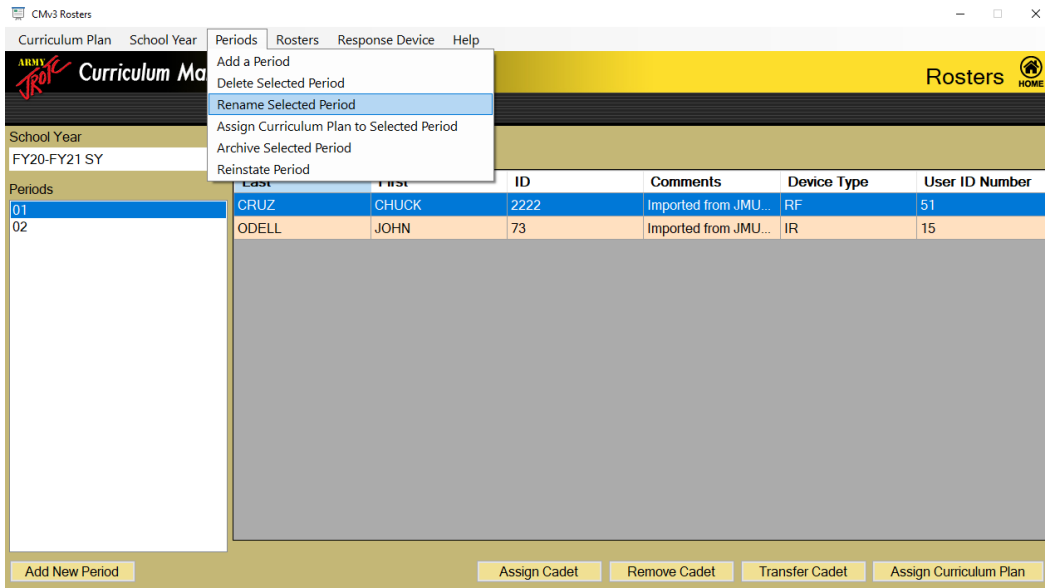 CMv3 Rosters
Curriculum Plan School Year Periods Rosters Response Device Help
ARMY JROTC Curriculum Ma
Rosters HOME
Add a Period
Delete Selected Period
Rename Selected Period
Assign Curriculum Plan to Selected Period
Archive Selected Period
Reinstate Period
School Year
FY20-FY21 SY
Periods
01
02
Last First ID Comments Device Type User ID Number
CRUZ CHUCK 2222 Imported from JMU... RF 51
ODELL JOHN 73 Imported from JMU... IR 15
Add New Period Assign Cadet Remove Cadet Transfer Cadet Assign Curriculum Plan